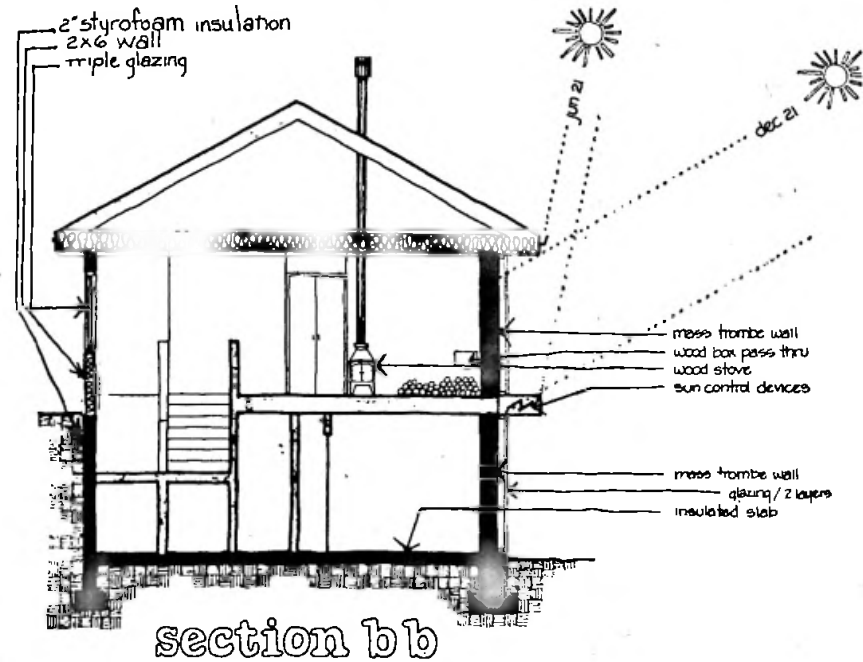 2" styrofoam insulation
2x6 wall
triple glazing
jun 21
dec 21
mass trombe wall
wood box pass thru
wood stove
sun control devices
mass trombe wall
glazing / 2 layers
insulated slab
section bb